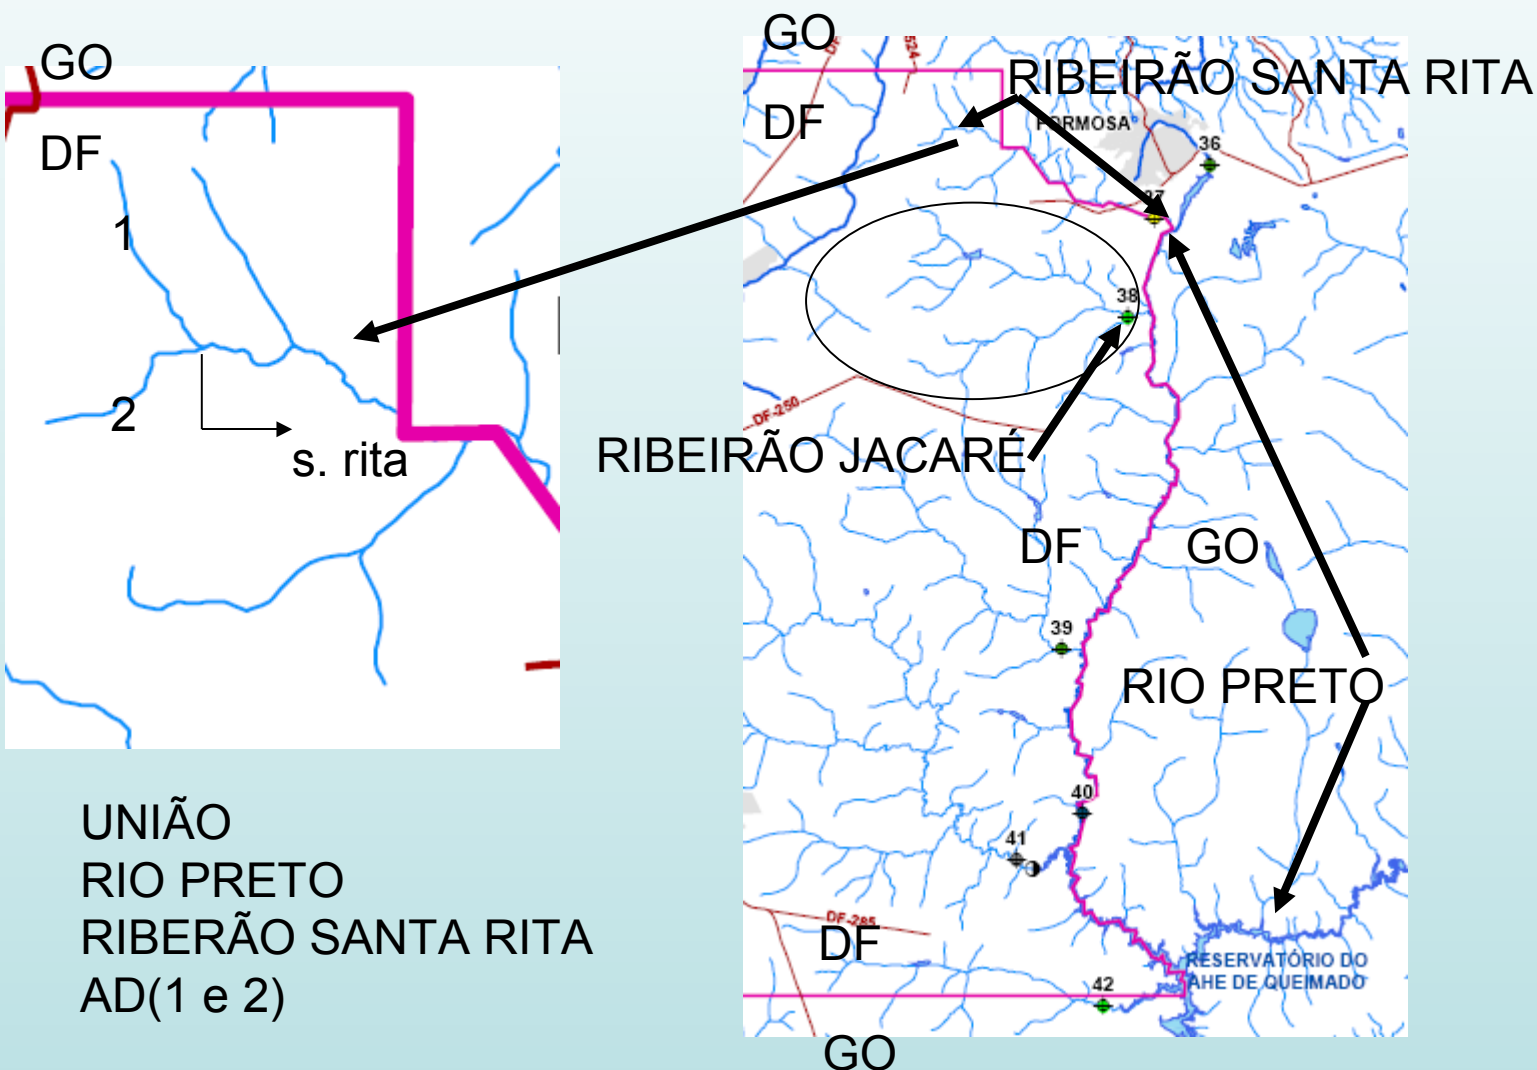 GO
DF
1
2
s. rita
UNIÃO
RIO PRETO
RIBERÃO SANTA RITA
AD(1 e 2)
GO
DF
524
RIBEIRÃO SANTA RITA
DF
FORMOSA
36
37
38
DF-250
RIBEIRÃO JACARÉ
DF
GO
39
RIO PRETO
40
41
DF-285
DF
RESERVATÓRIO DO
AHE DE QUEIMADO
42
GO